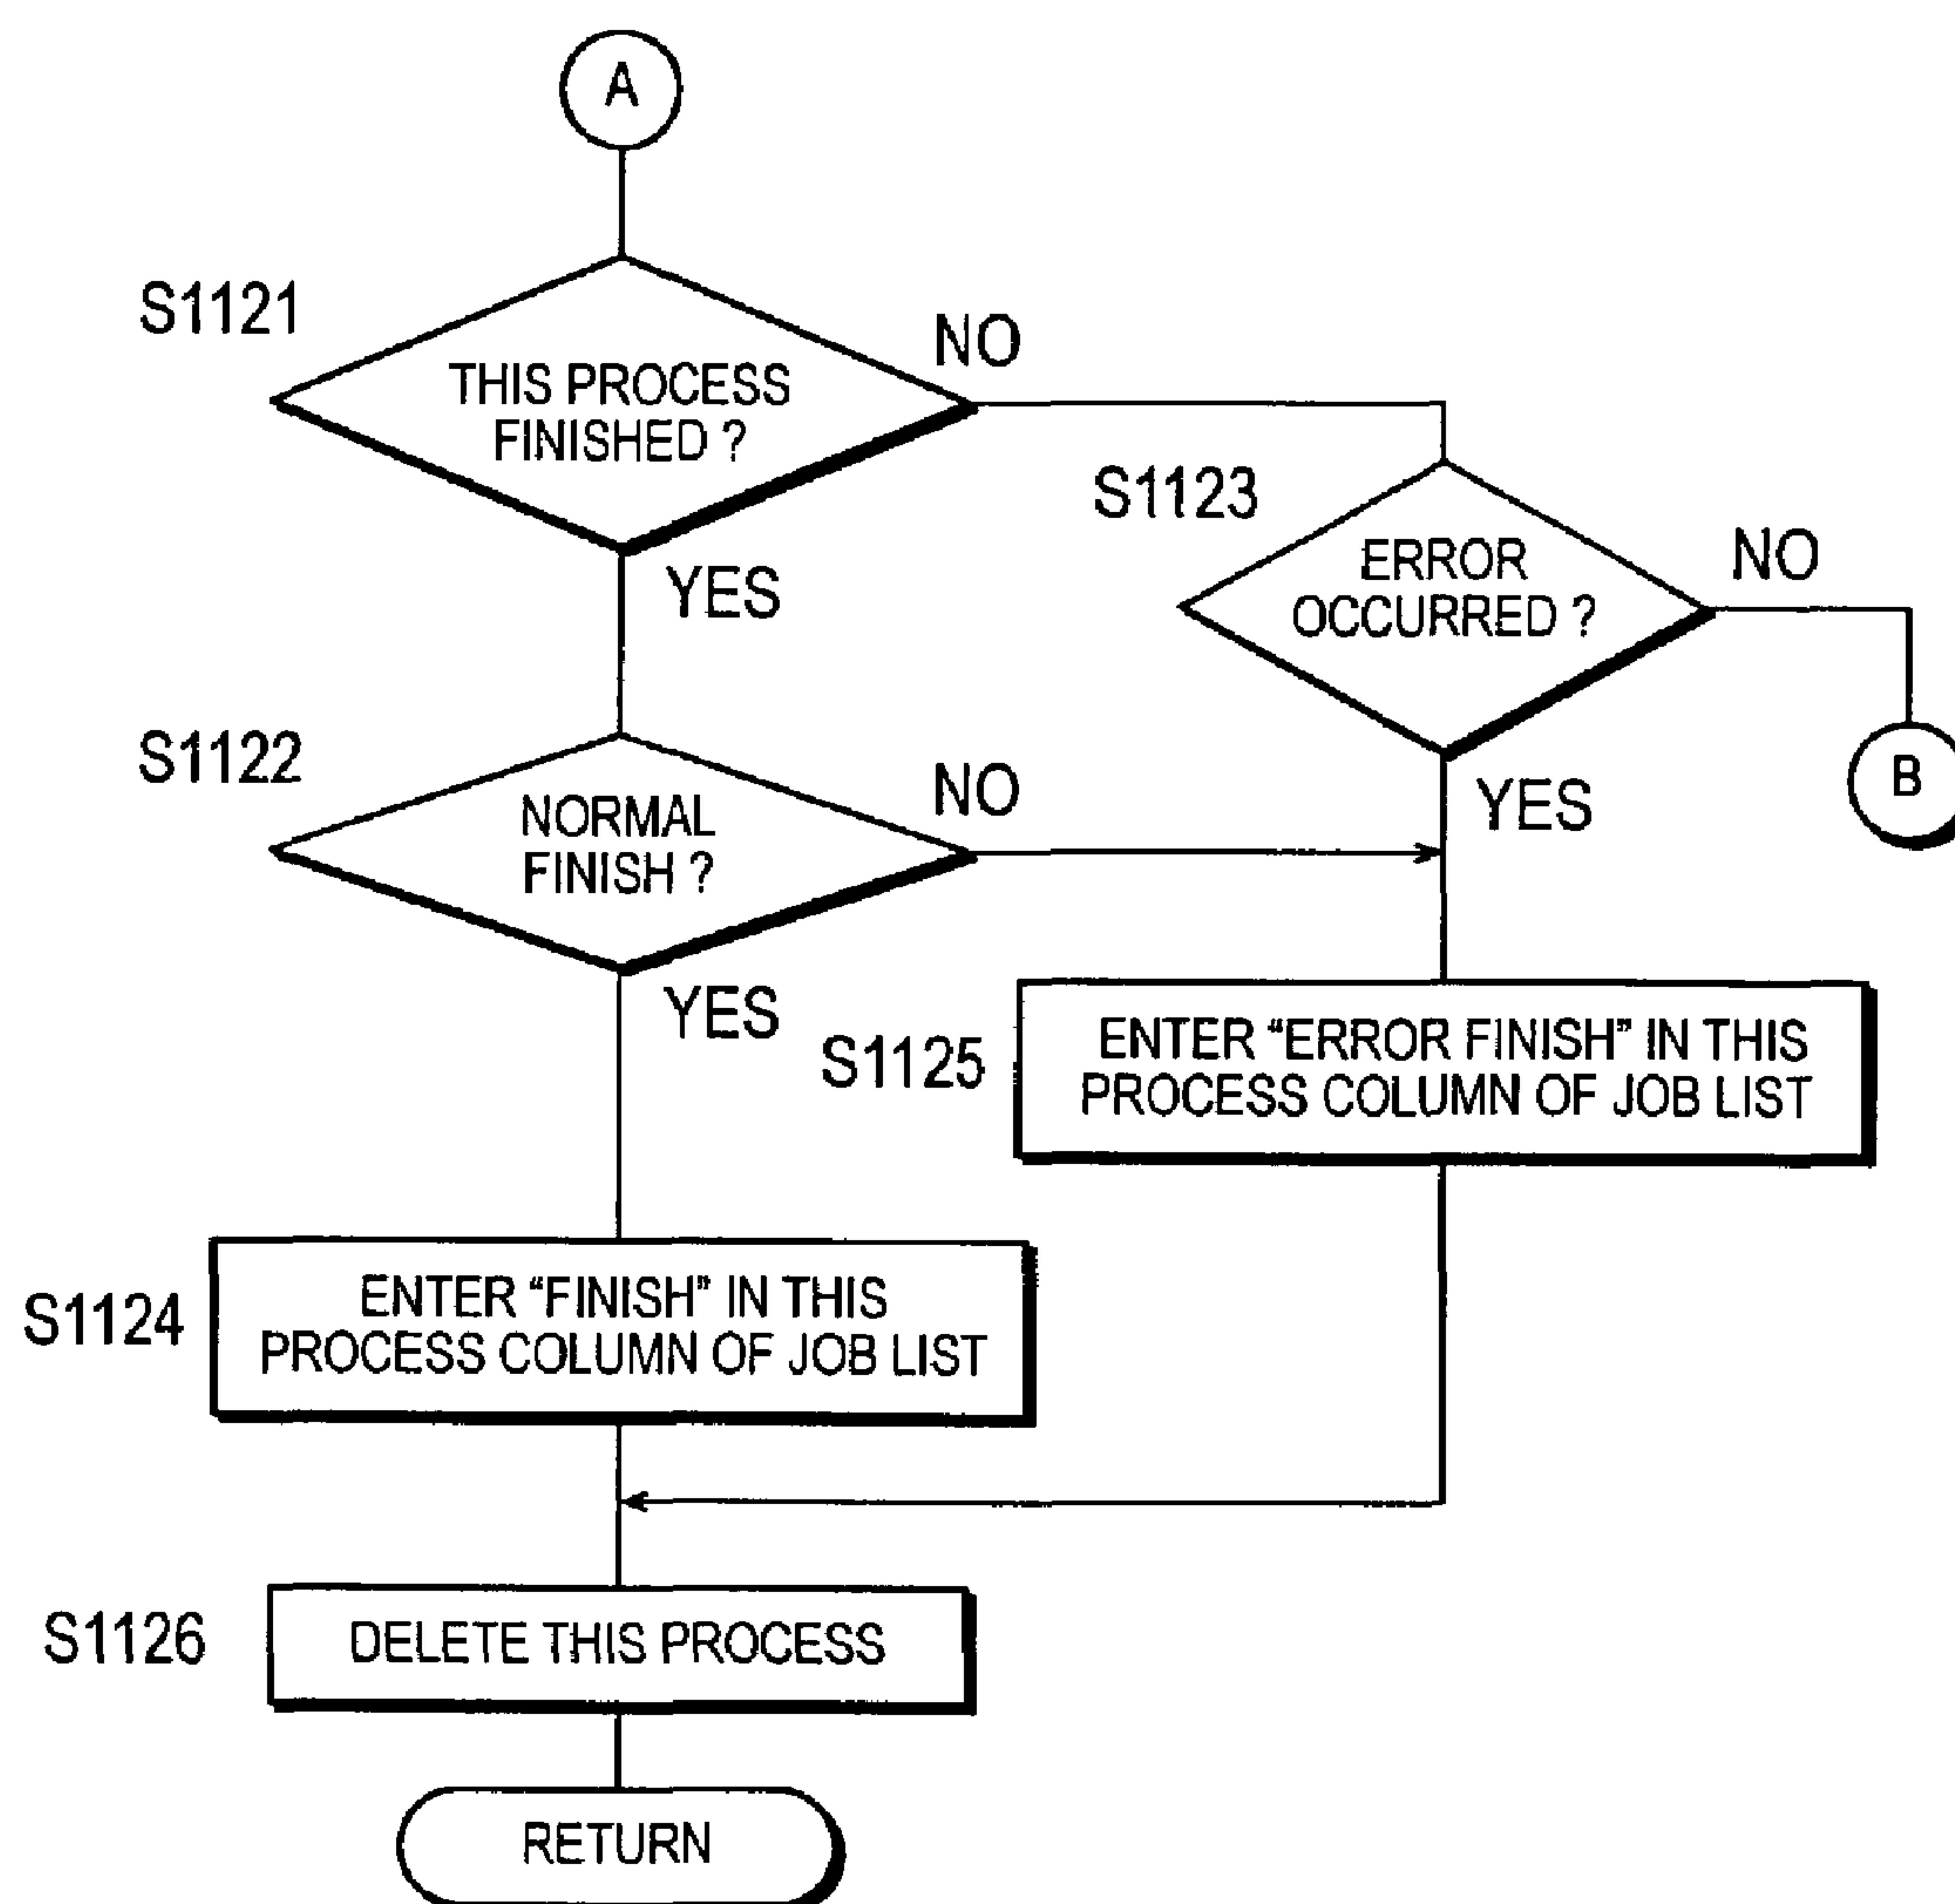 A
S1121
NO
THIS PROCESS
FINISHED ?
S1123
NO
ERROR
OCCURRED ?
YES
S1122
NO
B
YES
NORMAL
FINISH ?
YES
S1125
ENTER “ERROR FINISH” IN THIS
PROCESS COLUMN OF JOB LIST
S1124
ENTER “FINISH” IN THIS
PROCESS COLUMN OF JOB LIST
S1126
DELETE THIS PROCESS
RETURN